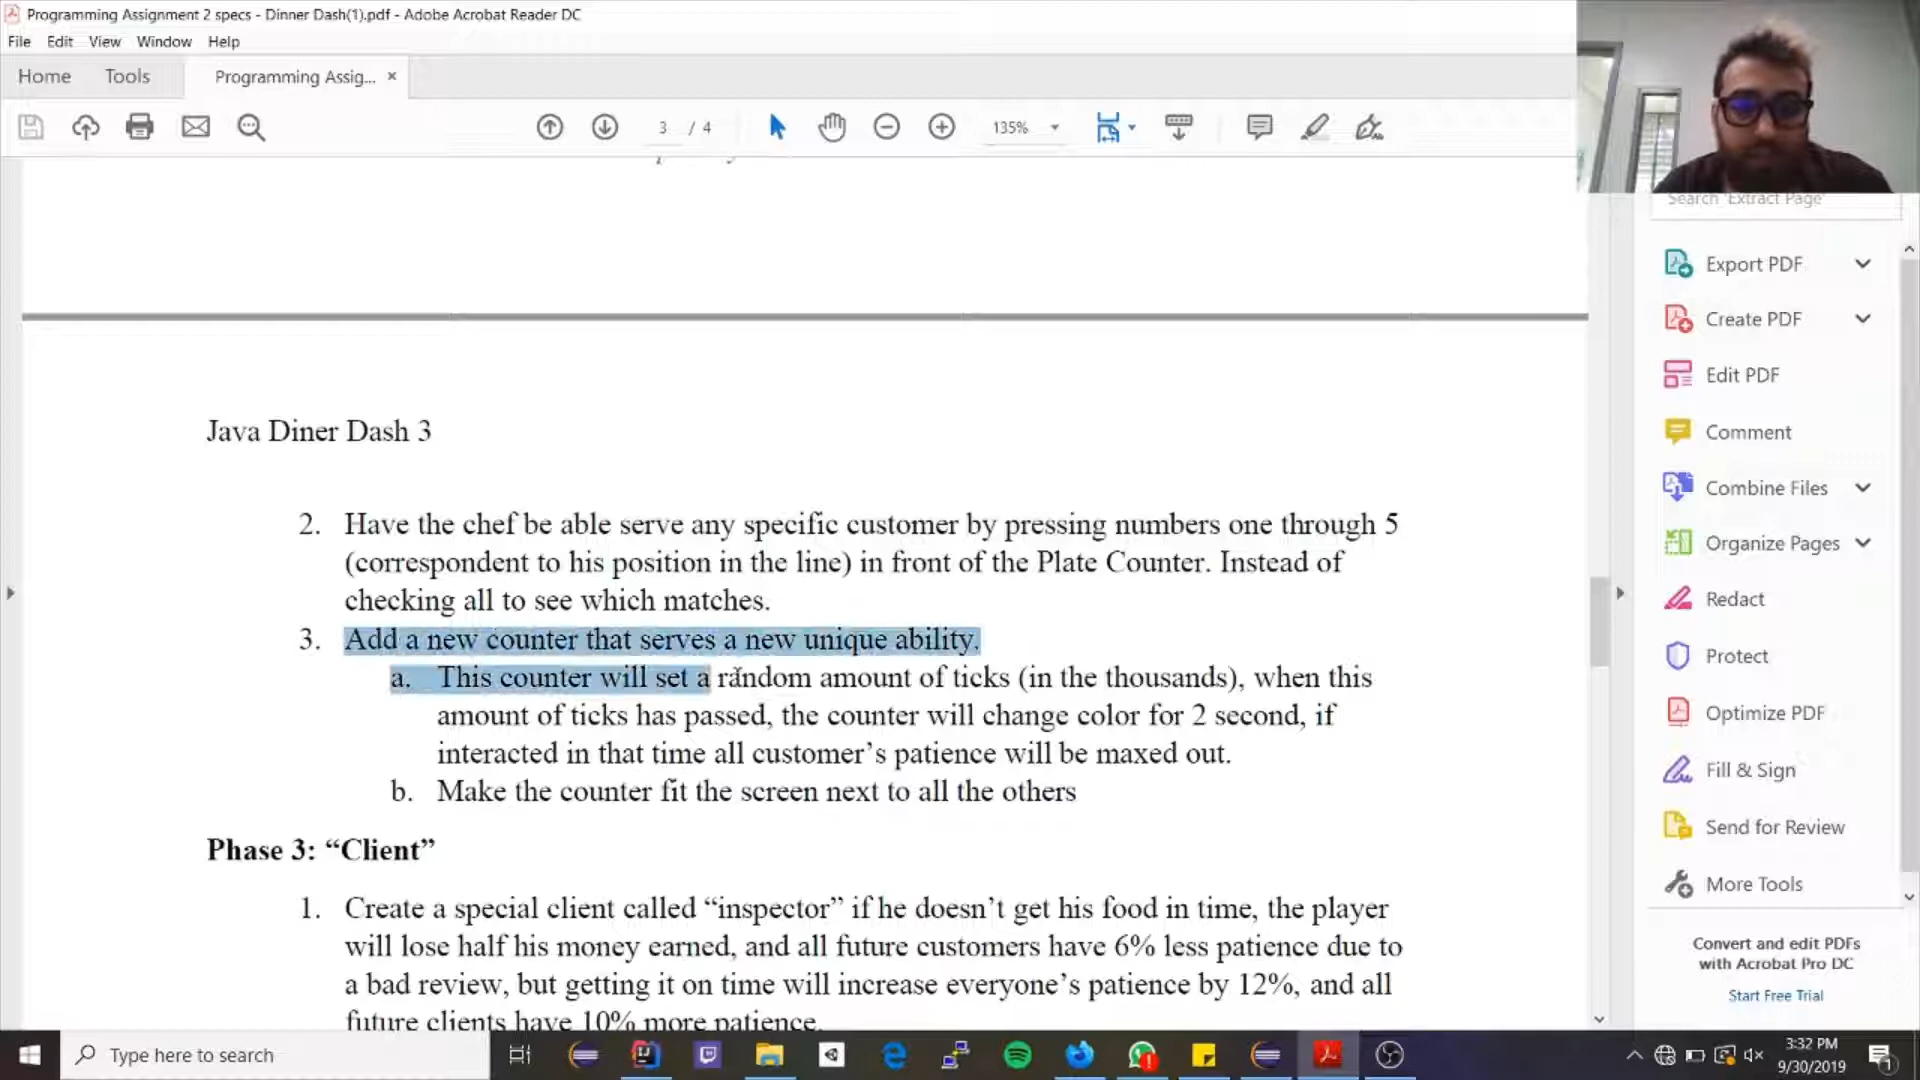 Programming Assignment 2 specs - Dinner Dash(1).pdf - Adobe Acrobat Reader DC
File Edit View Window Help
Home Tools Programming Assig... ×
3 / 4 135%
Search 'Extract Page'
Export PDF
Create PDF
Edit PDF
Comment
Combine Files
Organize Pages
Redact
Protect
Optimize PDF
Fill & Sign
Send for Review
More Tools
Convert and edit PDFs
with Acrobat Pro DC
Start Free Trial
Java Diner Dash 3
2. Have the chef be able serve any specific customer by pressing numbers one through 5
(correspondent to his position in the line) in front of the Plate Counter. Instead of
checking all to see which matches.
3. Add a new counter that serves a new unique ability.
a. This counter will set a random amount of ticks (in the thousands), when this
amount of ticks has passed, the counter will change color for 2 second, if
interacted in that time all customer’s patience will be maxed out.
b. Make the counter fit the screen next to all the others
Phase 3: “Client”
1. Create a special client called “inspector” if he doesn’t get his food in time, the player
will lose half his money earned, and all future customers have 6% less patience due to
a bad review, but getting it on time will increase everyone’s patience by 12%, and all
future clients have 10% more patience.
Type here to search
3:32 PM
9/30/2019